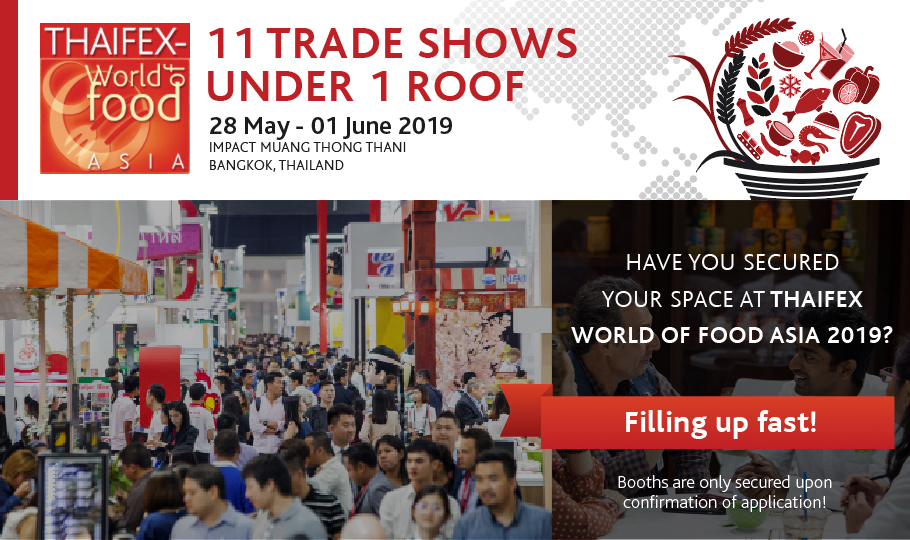 THAIFEX-
World of
food
ASIA
11 TRADE SHOWS
UNDER 1 ROOF
28 May - 01 June 2019
IMPACT MUANG THONG THANI
BANGKOK, THAILAND
HAVE YOU SECURED
YOUR SPACE AT THAIFEX
WORLD OF FOOD ASIA 2019?
Filling up fast!
Booths are only secured upon
confirmation of application!